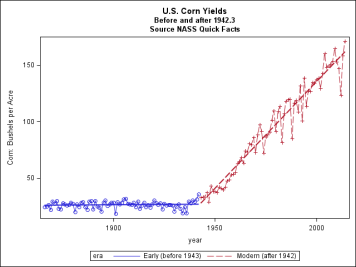 U.S. Corn Yields
Before and after 1942.3
Source NASS Quick Facts
Corn: Bushels per Acre
150
100
50
1900
1950
2000
year
era
Early (before 1943)
Modern (after 1942)